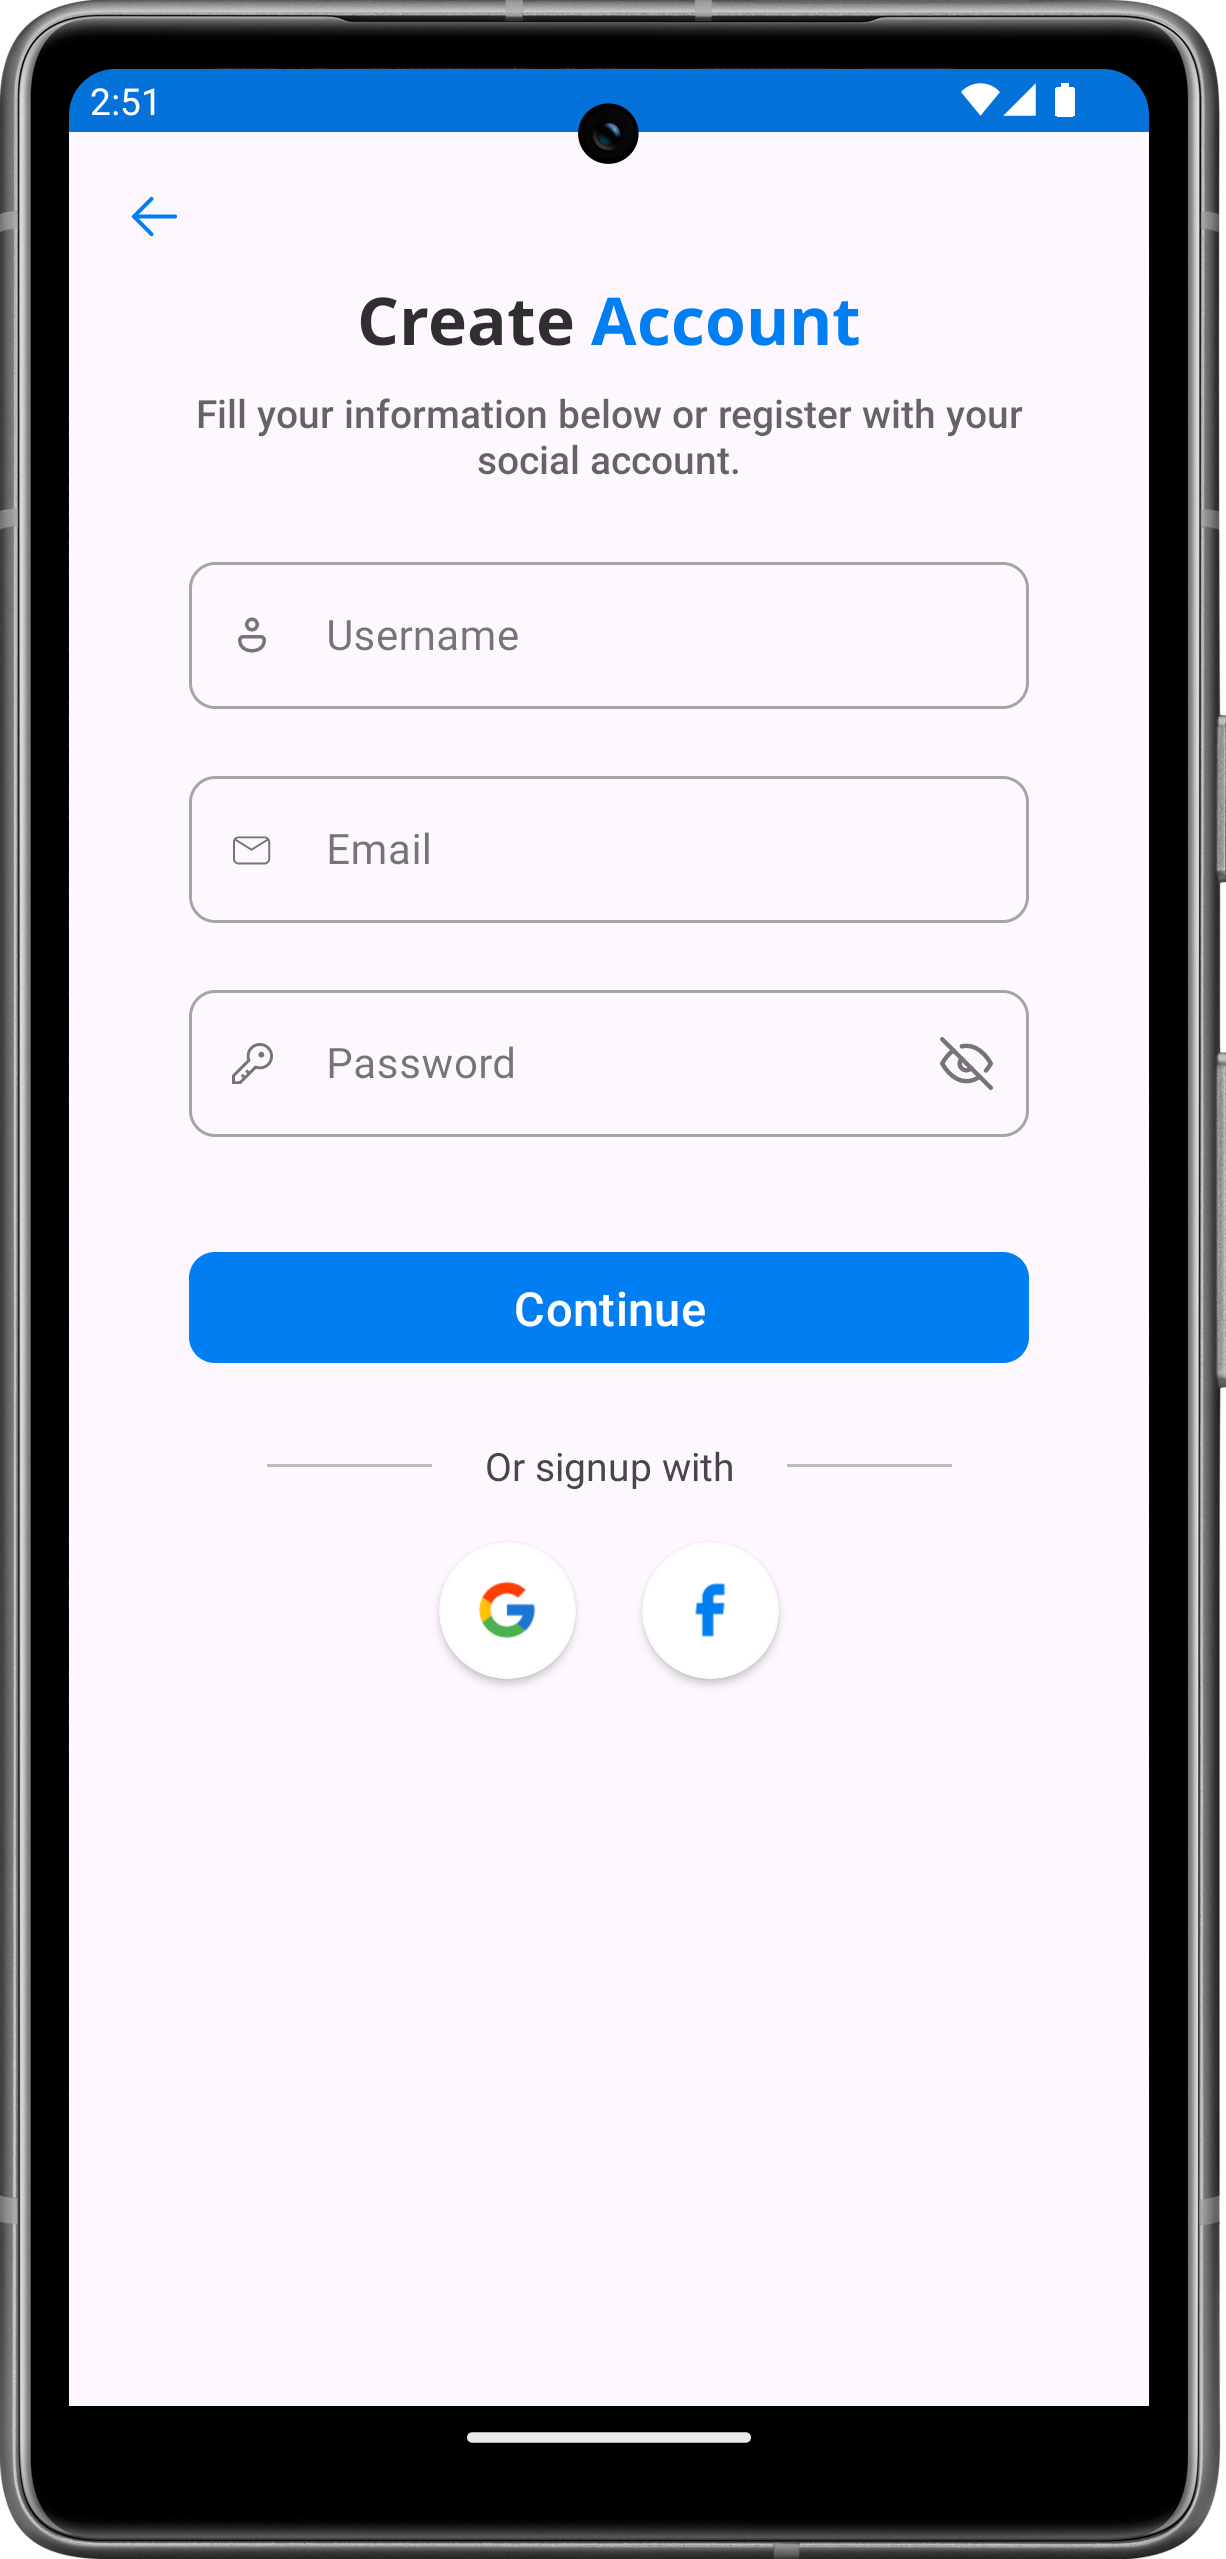 2:51
Create Account
Fill your information below or register with your
social account.
Username
Email
Password
Continue
Or signup with